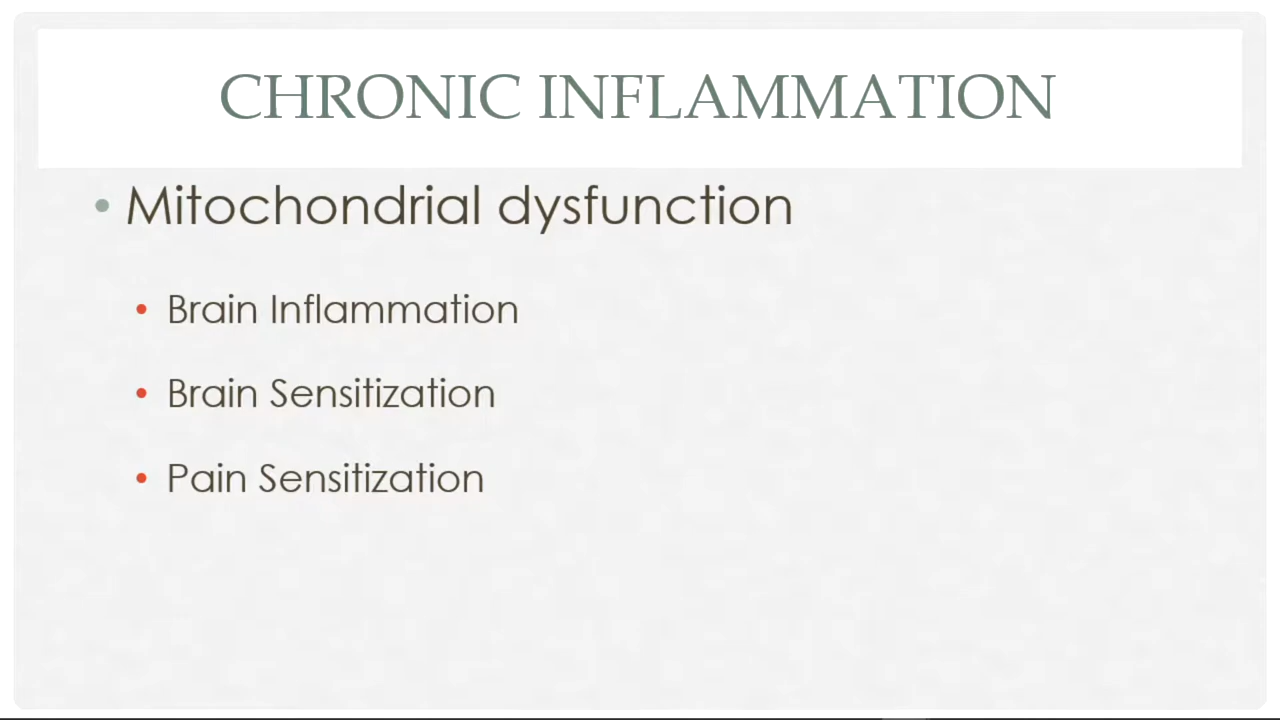 CHRONIC INFLAMMATION
• Mitochondrial dysfunction
• Brain Inflammation
• Brain Sensitization
• Pain Sensitization